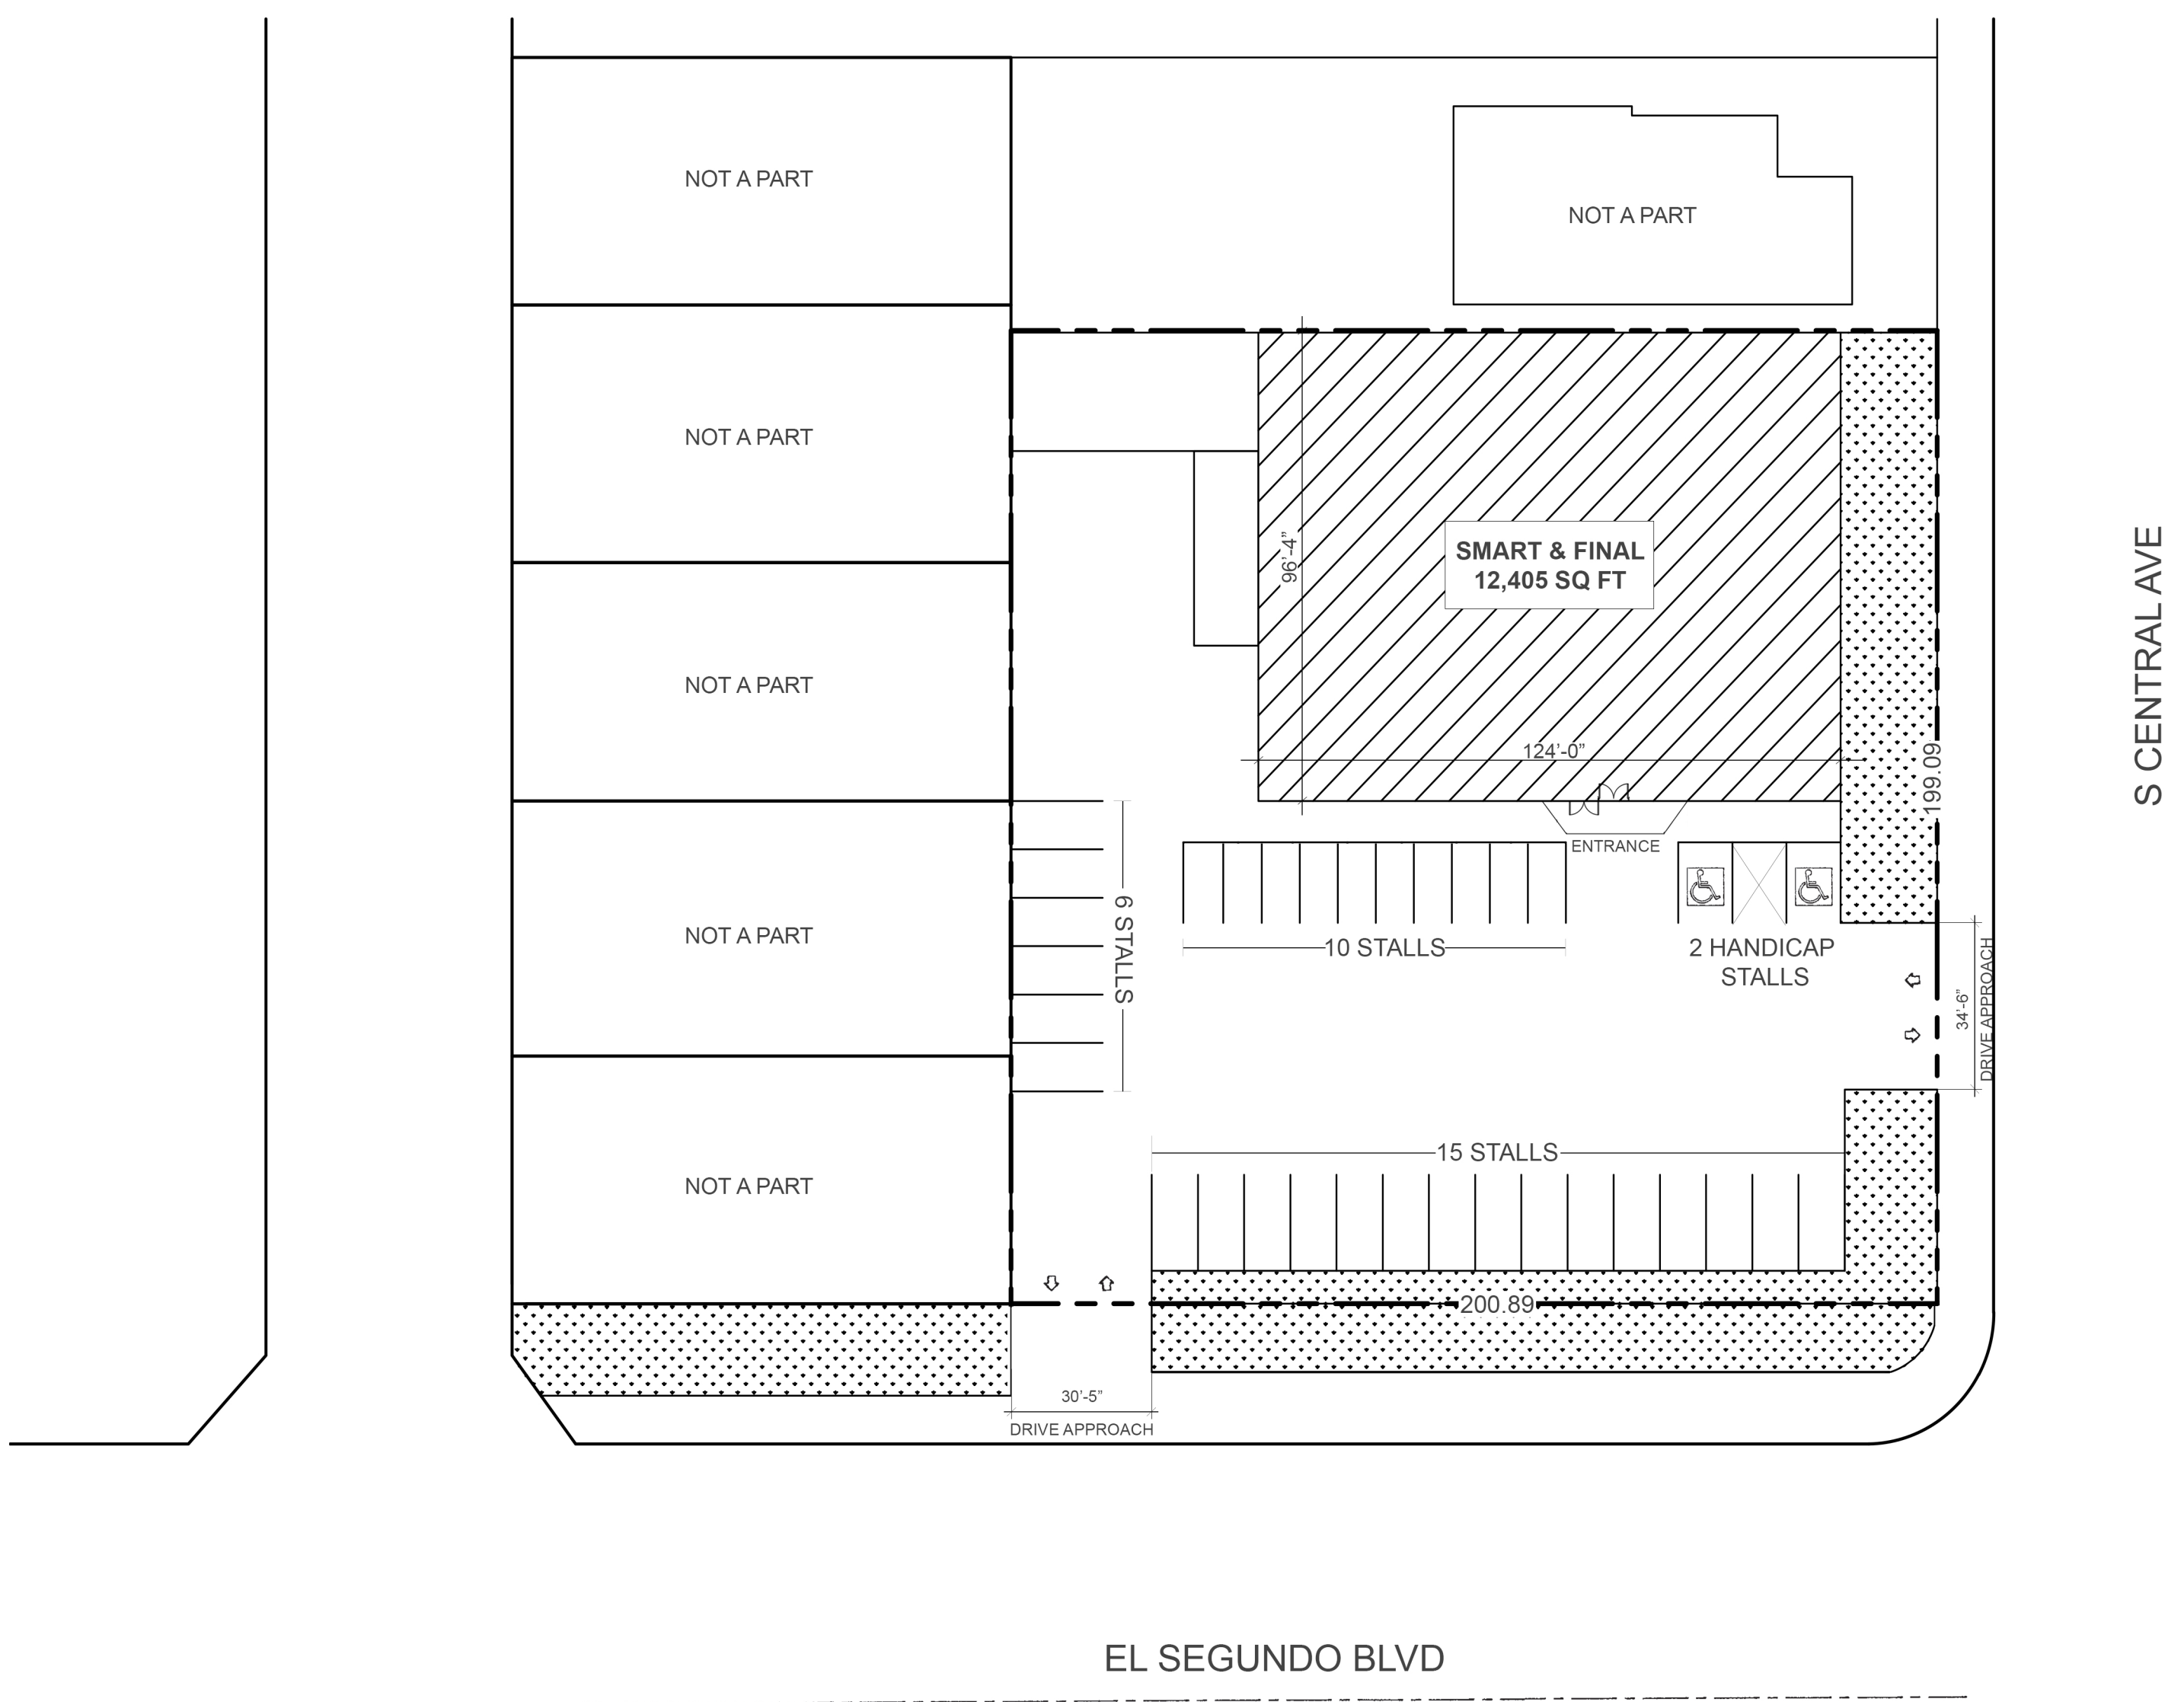 NOT A PART
NOT A PART
NOT A PART
SMART & FINAL
12,405 SQ FT
96'-4"
NOT A PART
124'-0"
199.09
S CENTRAL AVE
ENTRANCE
NOT A PART
6 STALLS
10 STALLS
2 HANDICAP
STALLS
34'-6"
DRIVE APPROACH
15 STALLS
NOT A PART
200.89
30'-5"
DRIVE APPROACH
EL SEGUNDO BLVD